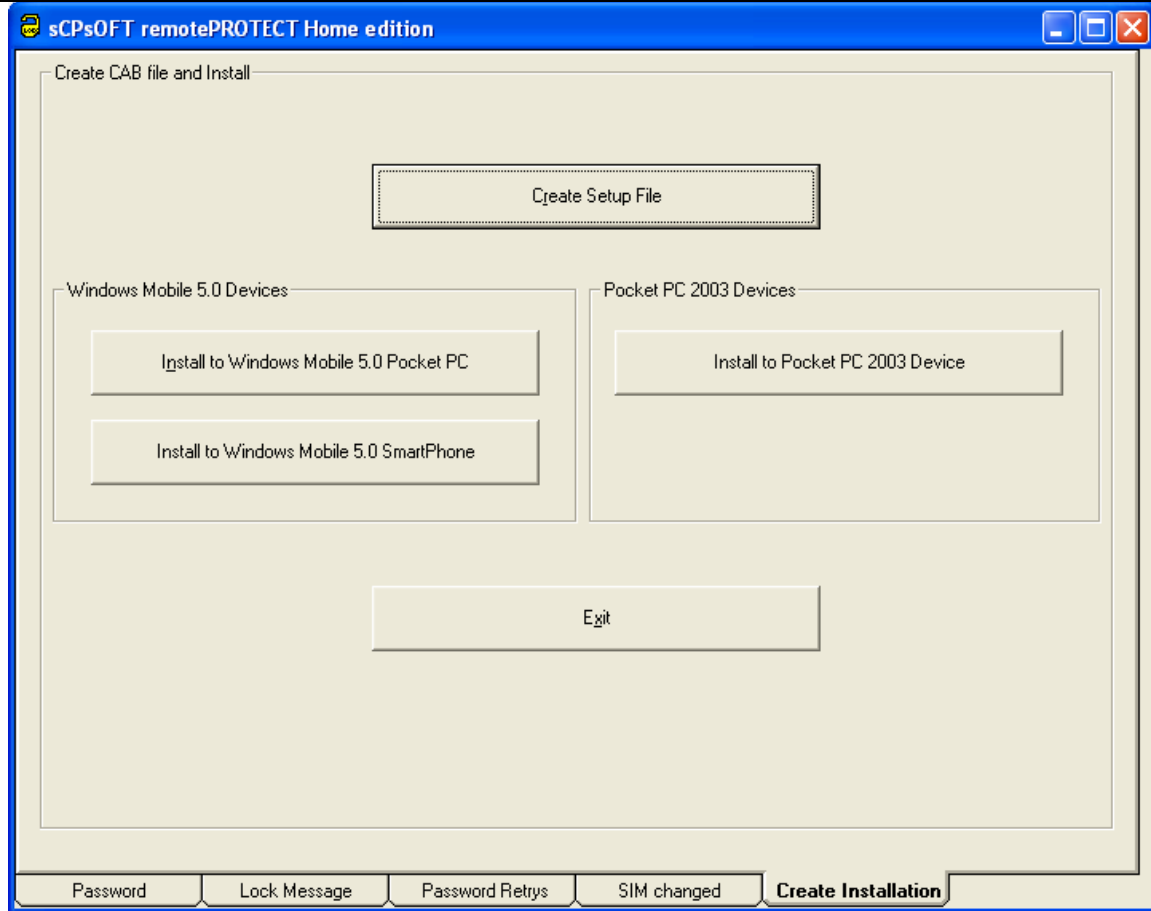 sCPsOFT remotePROTECT Home edition
Create CAB file and Install
Create Setup File
Windows Mobile 5.0 Devices
Install to Windows Mobile 5.0 Pocket PC
Install to Windows Mobile 5.0 SmartPhone
Pocket PC 2003 Devices
Install to Pocket PC 2003 Device
Exit
Password
Lock Message
Password Retrys
SIM changed
Create Installation